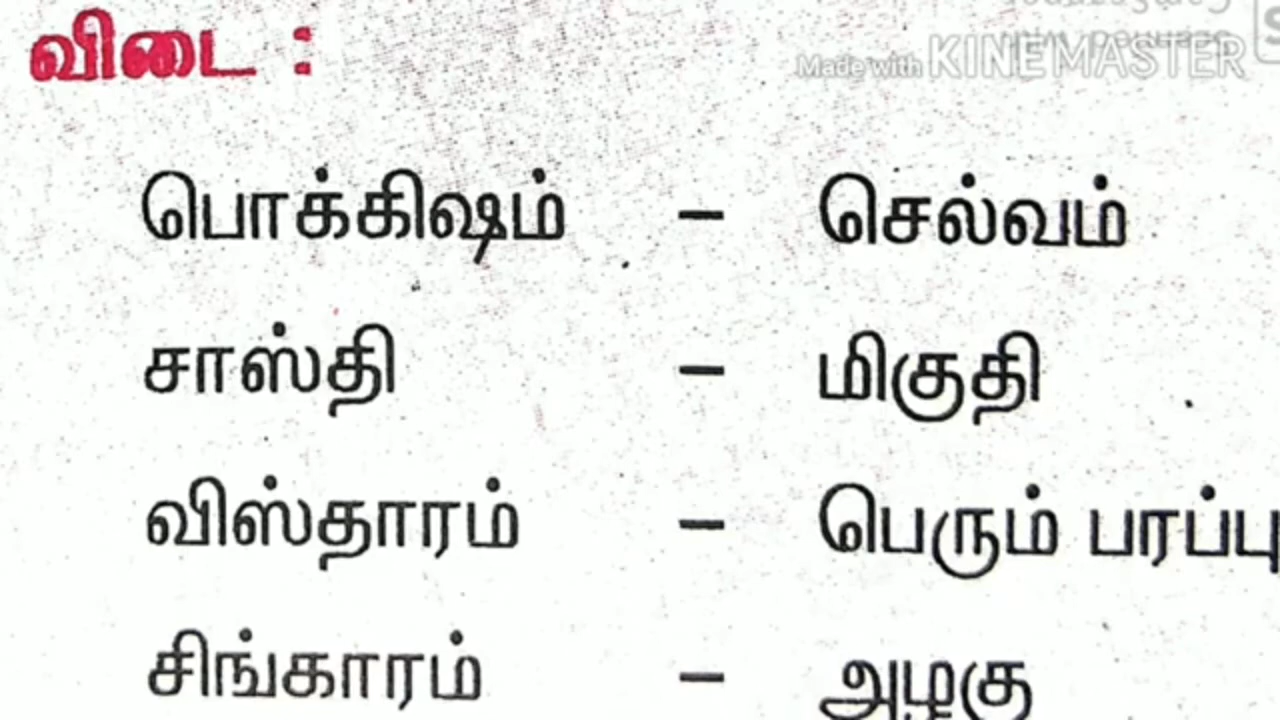 விடை :
Made with KINEMASTER
பொக்கிஷம் – செல்வம்
சாஸ்தி – மிகுதி
விஸ்தாரம் – பெரும் பரப்பு
சிங்காரம் – அழகு